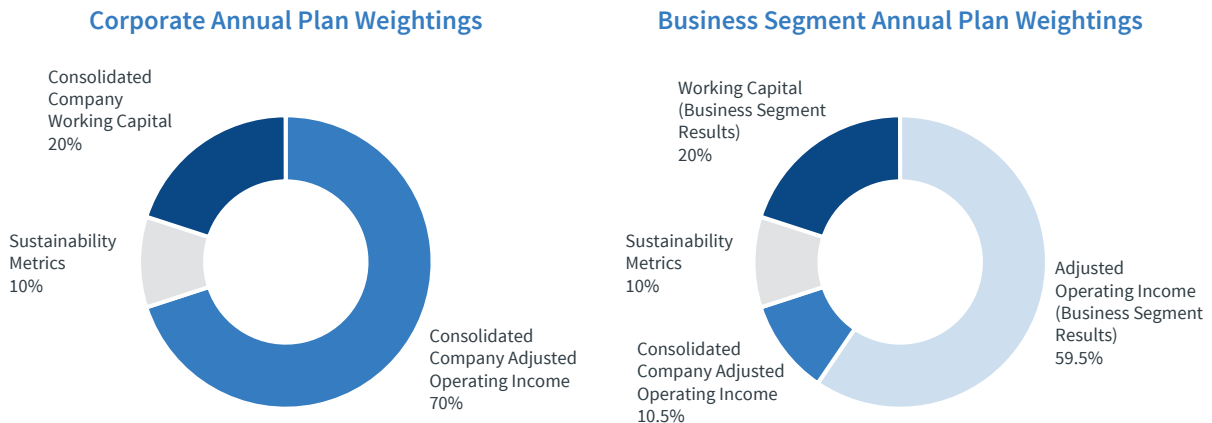 Corporate Annual Plan Weightings
Consolidated
Company
Working Capital
20%
Sustainability
Metrics
10%
Consolidated
Company Adjusted
Operating Income
70%
Business Segment Annual Plan Weightings
Working Capital
(Business Segment
Results)
20%
Sustainability
Metrics
10%
Consolidated
Company Adjusted
Operating Income
10.5%
Adjusted
Operating Income
(Business Segment
Results)
59.5%